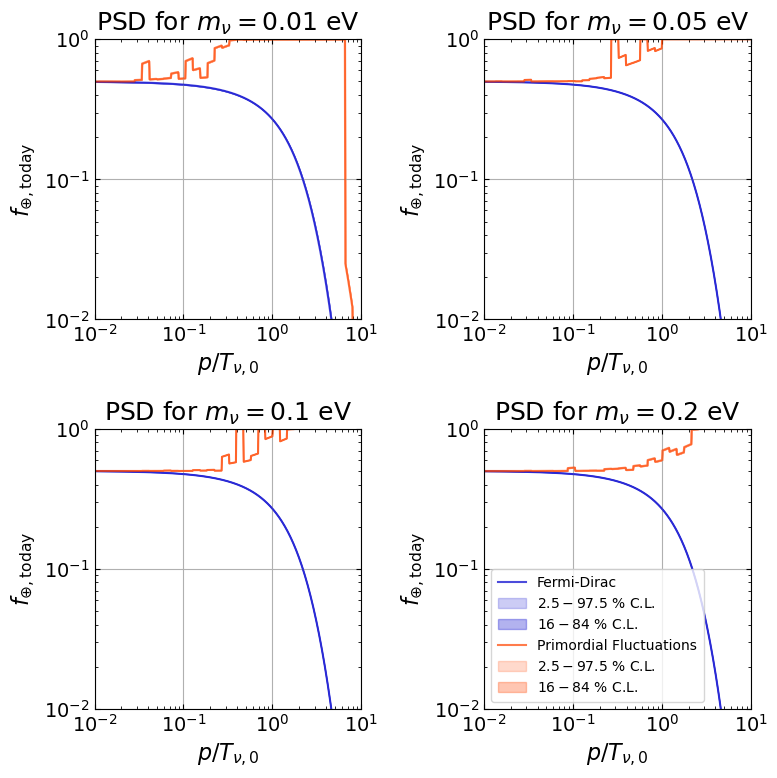 PSD for $m_\nu = 0.01$ eV
$10^0$
$10^{-1}$
$10^{-2}$
$f_{\oplus,\mathrm{today}}$
$10^{-2}$ $10^{-1}$ $10^0$ $10^1$
$p/T_{\nu,0}$
PSD for $m_\nu = 0.05$ eV
$10^0$
$10^{-1}$
$10^{-2}$
$f_{\oplus,\mathrm{today}}$
$10^{-2}$ $10^{-1}$ $10^0$ $10^1$
$p/T_{\nu,0}$
PSD for $m_\nu = 0.1$ eV
$10^0$
$10^{-1}$
$10^{-2}$
$f_{\oplus,\mathrm{today}}$
$10^{-2}$ $10^{-1}$ $10^0$ $10^1$
$p/T_{\nu,0}$
PSD for $m_\nu = 0.2$ eV
$10^0$
$10^{-1}$
$10^{-2}$
$f_{\oplus,\mathrm{today}}$
Fermi-Dirac
2.5 − 97.5 % C.L.
16 − 84 % C.L.
Primordial Fluctuations
2.5 − 97.5 % C.L.
16 − 84 % C.L.
$10^{-2}$ $10^{-1}$ $10^0$ $10^1$
$p/T_{\nu,0}$